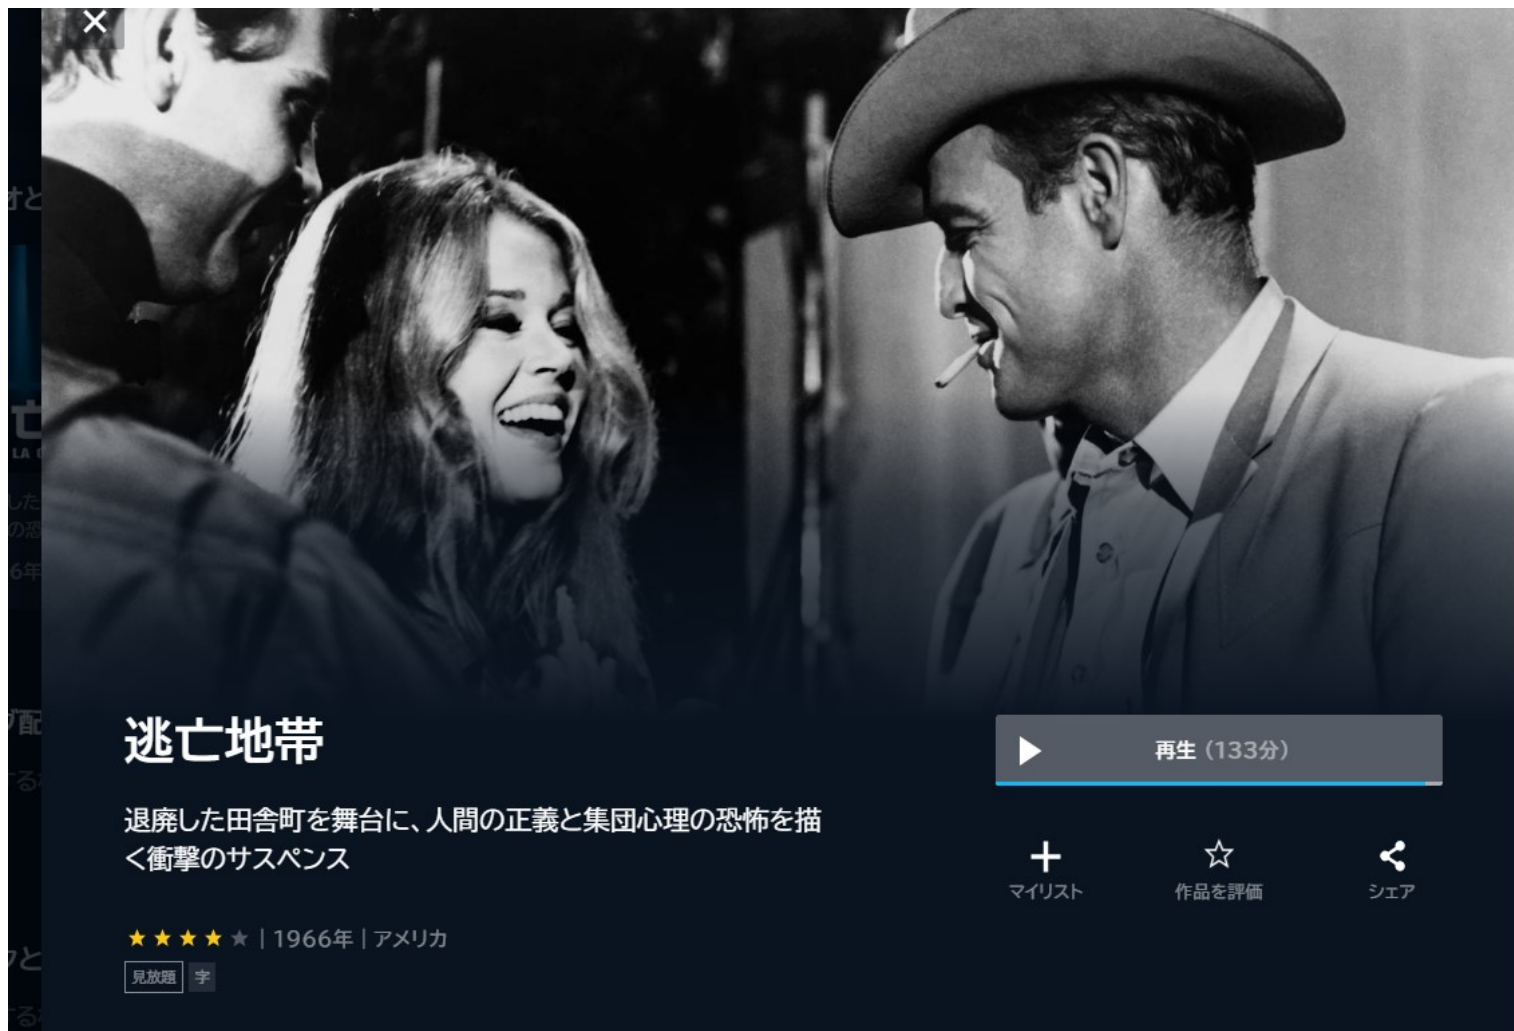 逃亡地帯
退廃した田舎町を舞台に、人間の正義と集団心理の恐怖を描
く衝撃のサスペンス
1966年 | アメリカ
見放題 字
再生(133分)
マイリスト 作品を評価 シェア